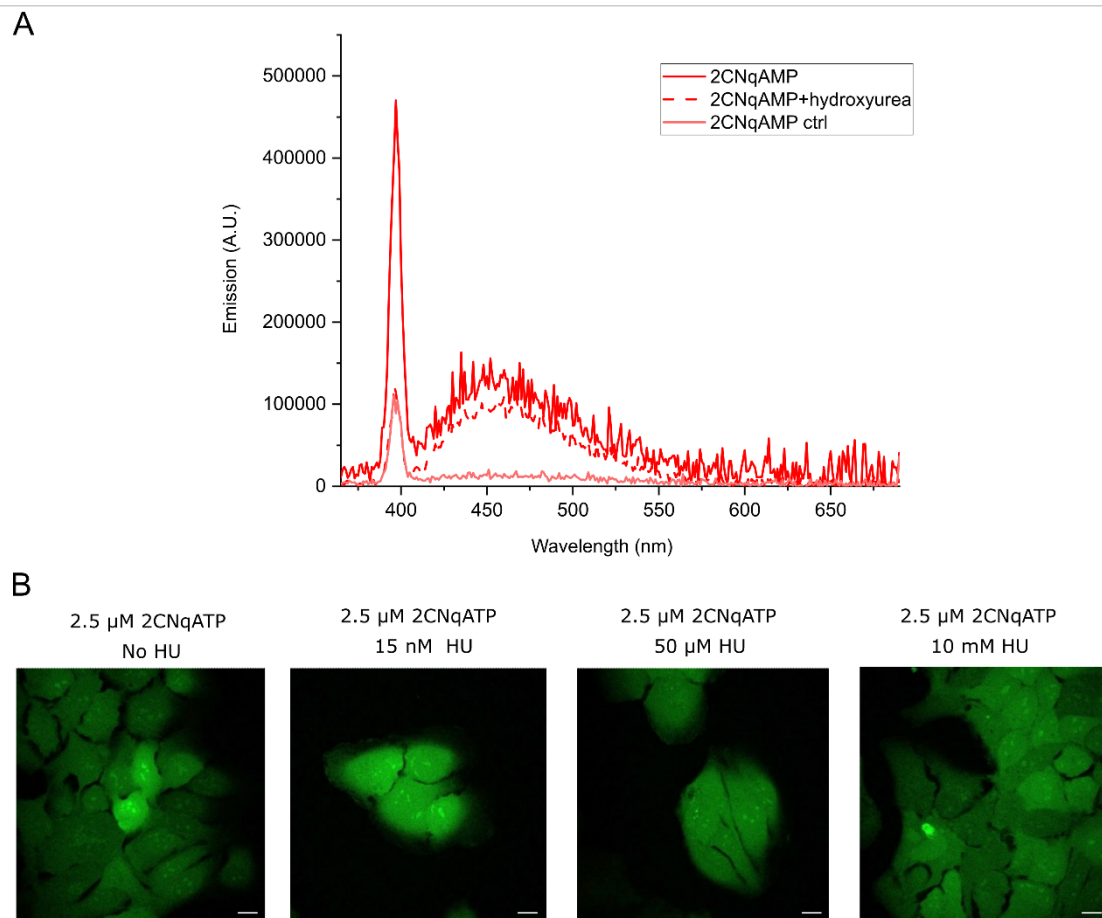 A
500000
400000
300000
200000
100000
0
Emission (A.U.)
2CNqAMP
2CNqAMP+hydroxyurea
2CNqAMP ctrl
400 450 500 550 600 650
Wavelength (nm)
B
2.5 µM 2CNqATP
No HU
2.5 µM 2CNqATP
15 nM HU
2.5 µM 2CNqATP
50 µM HU
2.5 µM 2CNqATP
10 mM HU